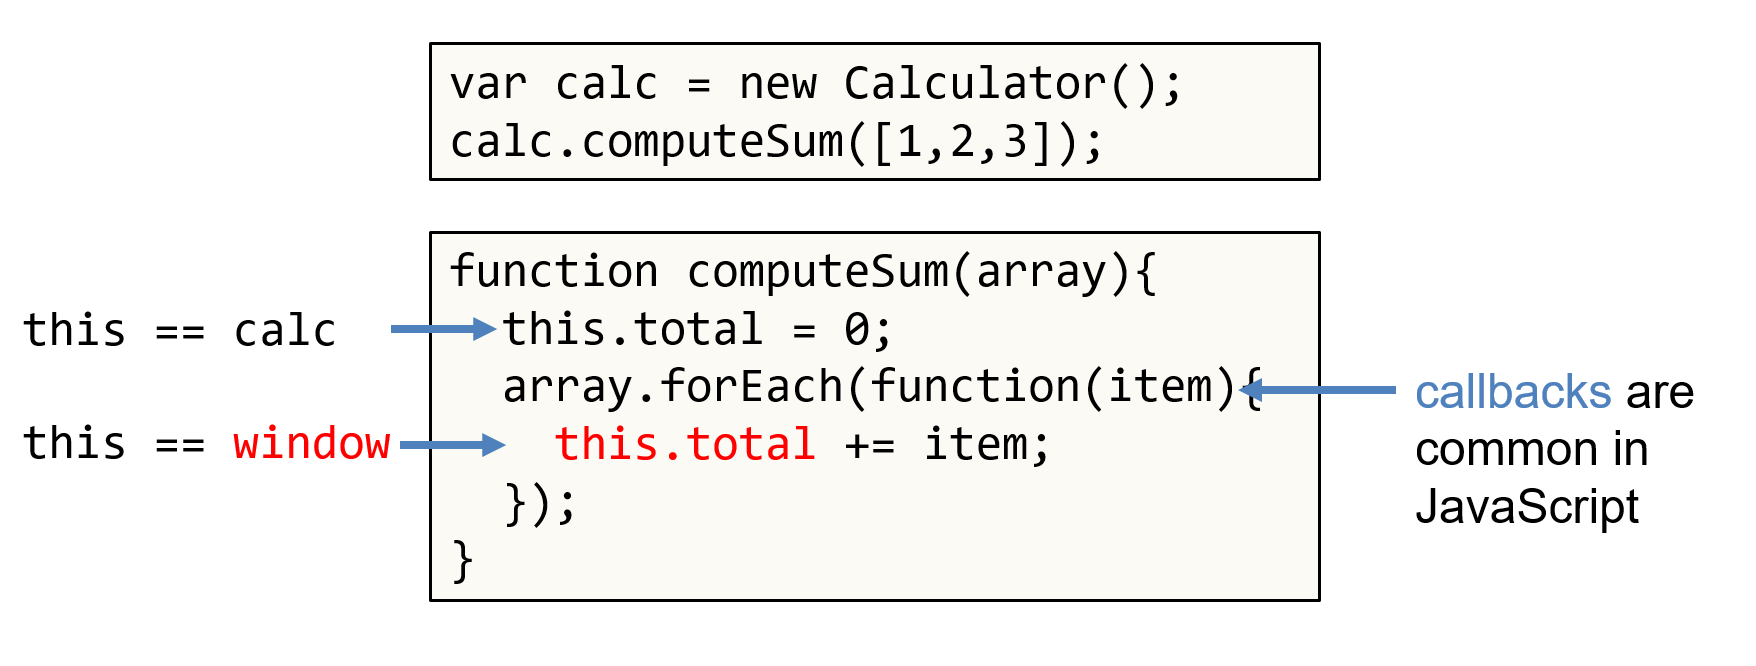 var calc = new Calculator();
calc.computeSum([1,2,3]);
function computeSum(array){
this == calc
this.total = 0;
array.forEach(function(item){
this == window
this.total += item;
});
}
callbacks are
common in
JavaScript